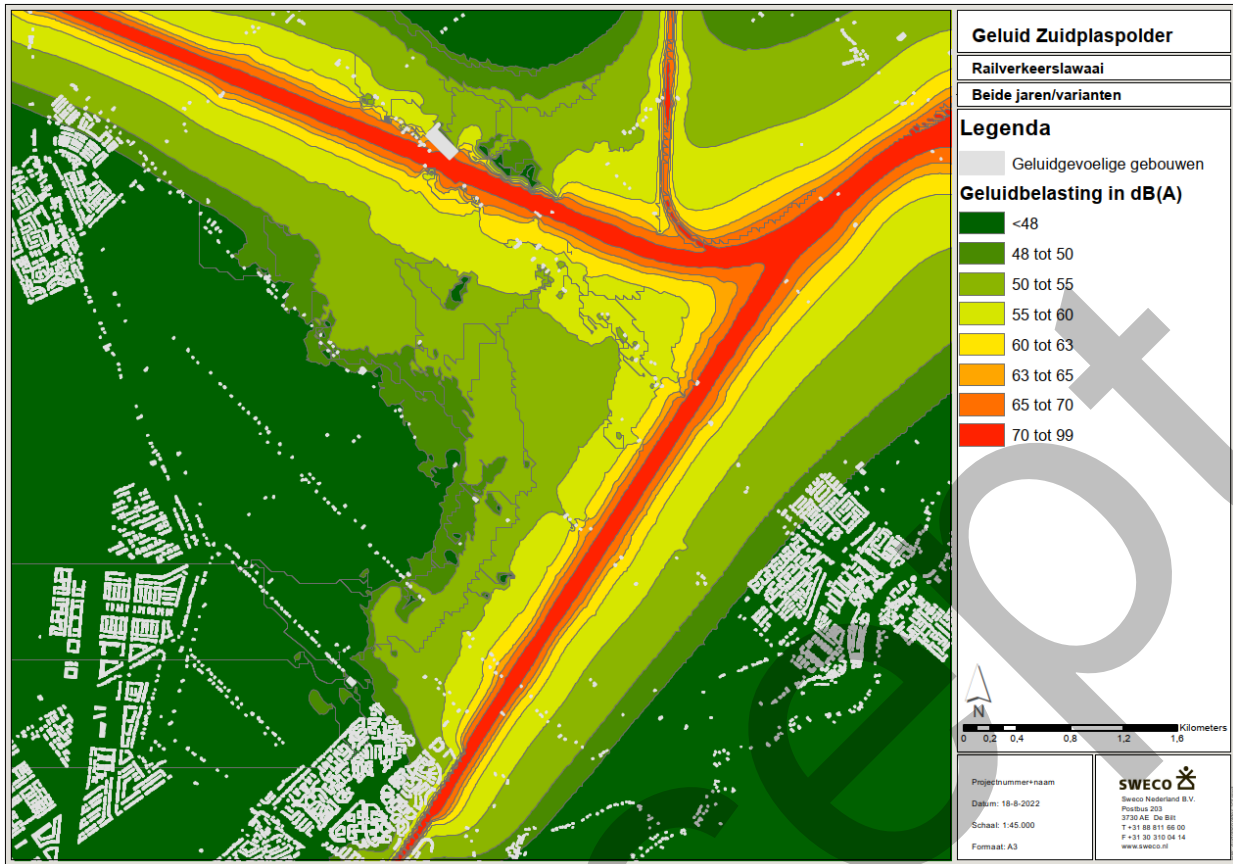 Geluid Zuidplaspolder
Railverkeerslawaai
Beide jaren/varianten
Legenda
Geluidgevoelige gebouwen
Geluidbelasting in dB(A)
<48
48 tot 50
50 tot 55
55 tot 60
60 tot 63
63 tot 65
65 tot 70
70 tot 99
N
Kilometers
0 0,2 0,4 0,8 1,2 1,6
Projectnummer+naam
Datum: 18-8-2022
Schaal: 1:45.000
Formaat: A3
SWECO
Sweco Nederland B.V.
Postbus 203
3730 AE De Bilt
T +31 88 811 66 00
F +31 30 310 04 14
www.sweco.nl
cept